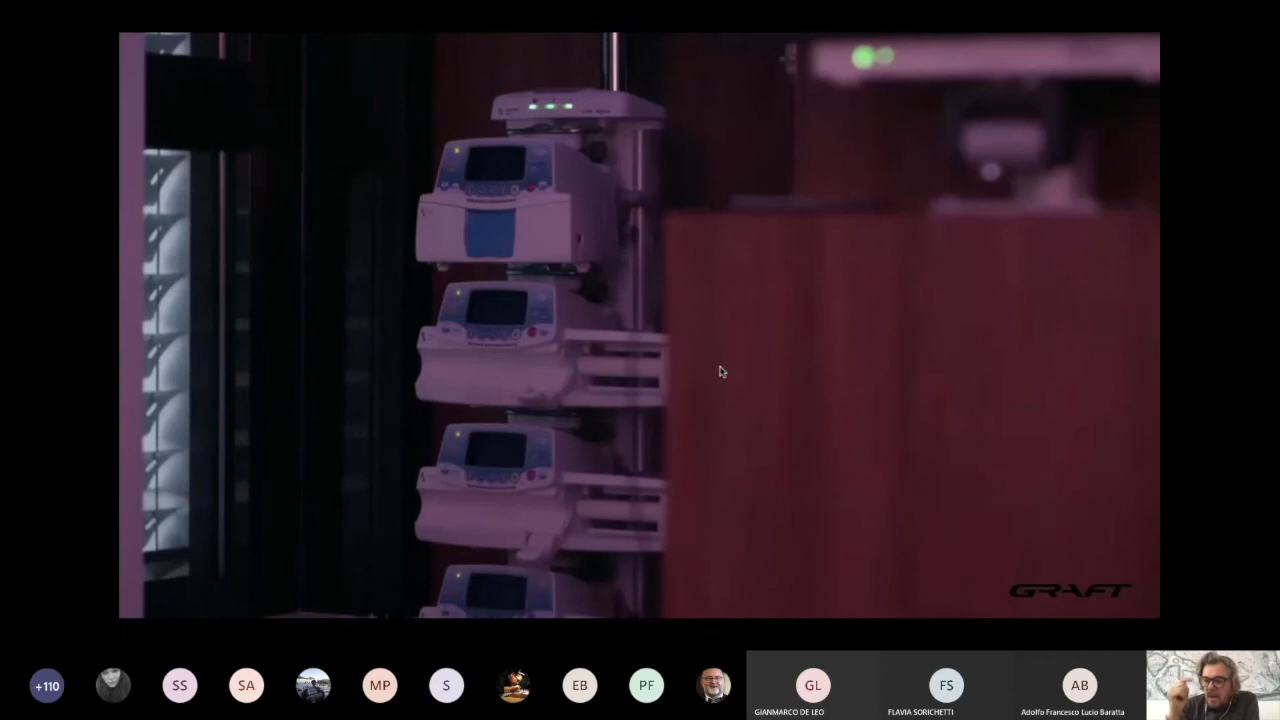 GRAFT
+110
SS
SA
MP
S
EB
PF
GL
FS
AB
GIANMARCO DE LEO
FLAVIA SORICHETTI
Adolfo Francesco Lucio Baratta